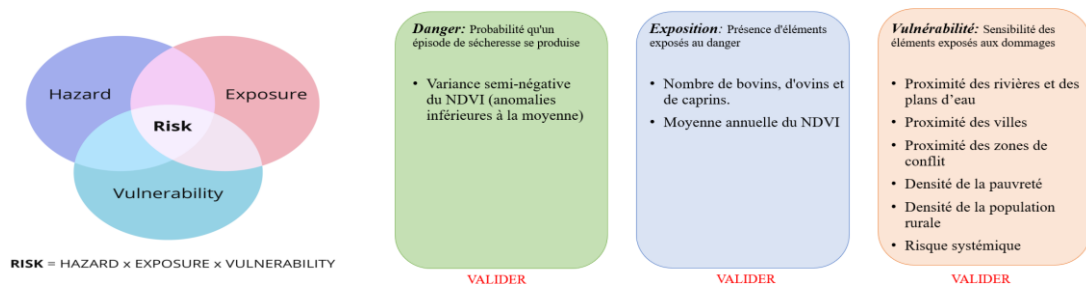 Hazard
Exposure
Risk
Vulnerability
RISK = HAZARD x EXPOSURE x VULNERABILITY
Danger: Probabilité qu'un
épisode de sécheresse se
produise
• Variance semi-négative
du NDVI (anomalies
inférieures à la moyenne)
VALIDER
Exposition: Présence d'éléments
exposés au danger
• Nombre de bovins, d'ovins et
de caprins.
• Moyenne annuelle du NDVI
VALIDER
Vulnérabilité: Sensibilité des
éléments exposés aux dommages
• Proximité des rivières et des
plans d'eau
• Proximité des villes
• Proximité des zones de
conflit
• Densité de la pauvreté
• Densité de la population
rurale
• Risque systémique
VALIDER